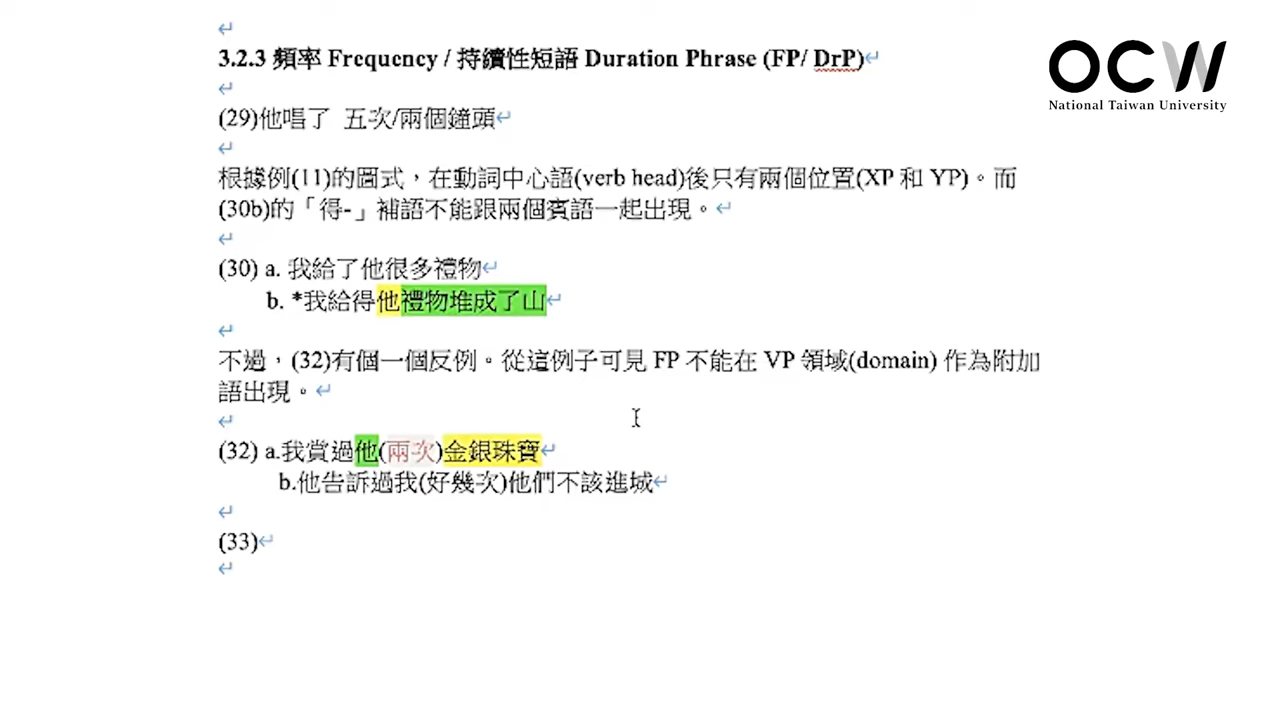 OCW
National Taiwan University
3.2.3 頻率 Frequency / 持續性短語 Duration Phrase (FP/ DrP)
(29)他唱了 五次/兩個鐘頭
根據例(11)的圖式，在動詞中心語(verb head)後只有兩個位置(XP 和 YP)。而
(30b)的「得-」補語不能跟兩個賓語一起出現。
(30) a. 我給了他很多禮物
b. *我給得他禮物堆成了山
不過，(32)有個一個反例。從這例子可見 FP 不能在 VP 領域(domain) 作為附加
語出現。
(32) a.我賞過他(兩次)金銀珠寶
b.他告訴過我(好幾次)他們不該進城
(33)